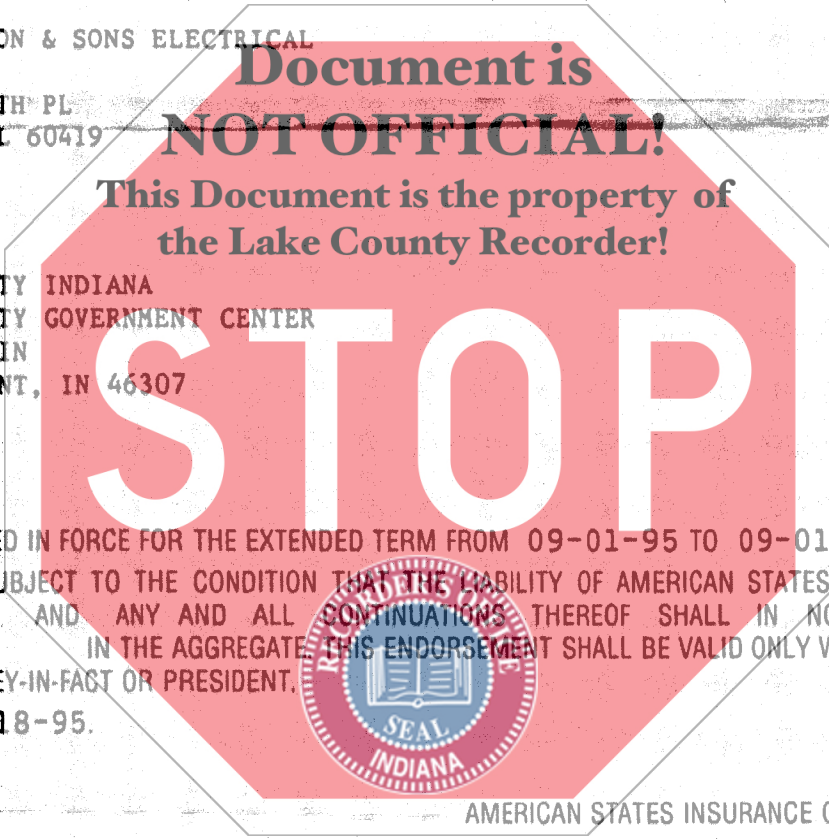 ON & SONS ELECTRICAL
Document is
TH PL
60419
NOT OFFICIAL!
This Document is the property of
the Lake County Recorder!
TY INDIANA
TY GOVERNMENT CENTER
IN
NT, IN 46307
STOP
D IN FORCE FOR THE EXTENDED TERM FROM 09-01-95 TO 09-01
UBJECT TO THE CONDITION THAT THE LIABILITY OF AMERICAN STATES
AND ANY AND ALL CONTINUATIONS THEREOF SHALL IN NO
IN THE AGGREGATE. THIS ENDORSEMENT SHALL BE VALID ONLY W
EY-IN-FACT OR PRESIDENT.
18-95.
SEAL
INDIANA
AMERICAN STATES INSURANCE C